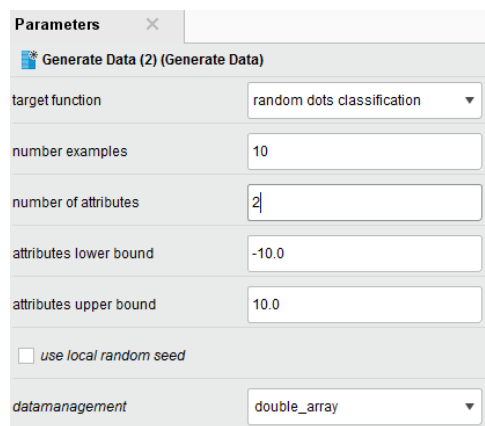 Parameters
Generate Data (2) (Generate Data)
target function random dots classification
number examples 10
number of attributes 2
attributes lower bound -10.0
attributes upper bound 10.0
use local random seed
datamanagement double_array